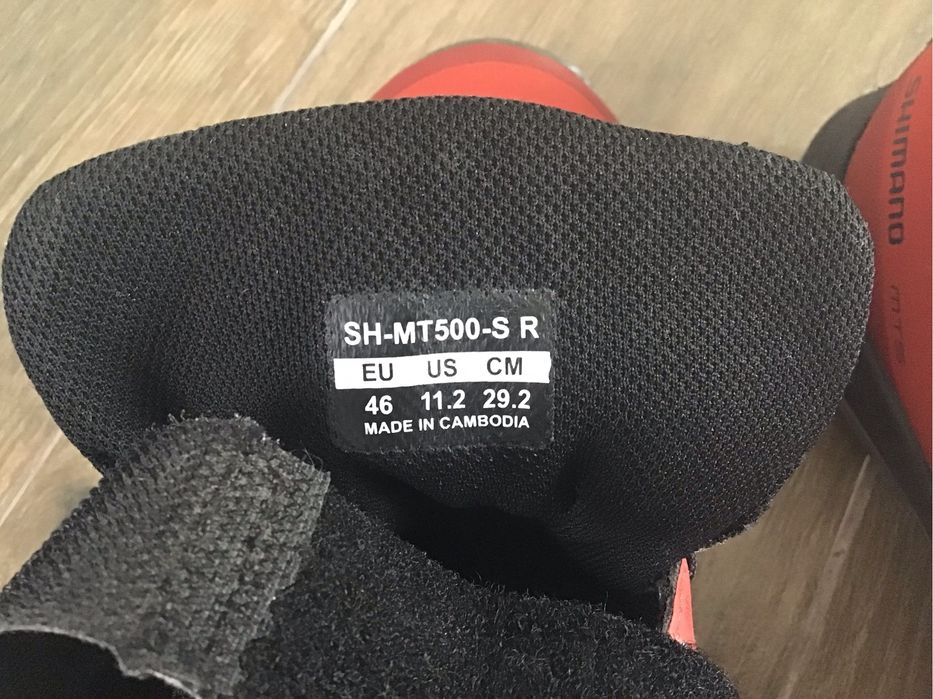 SH-MT500-S R
EU US CM
46 11.2 29.2
MADE IN CAMBODIA
SHIMANO